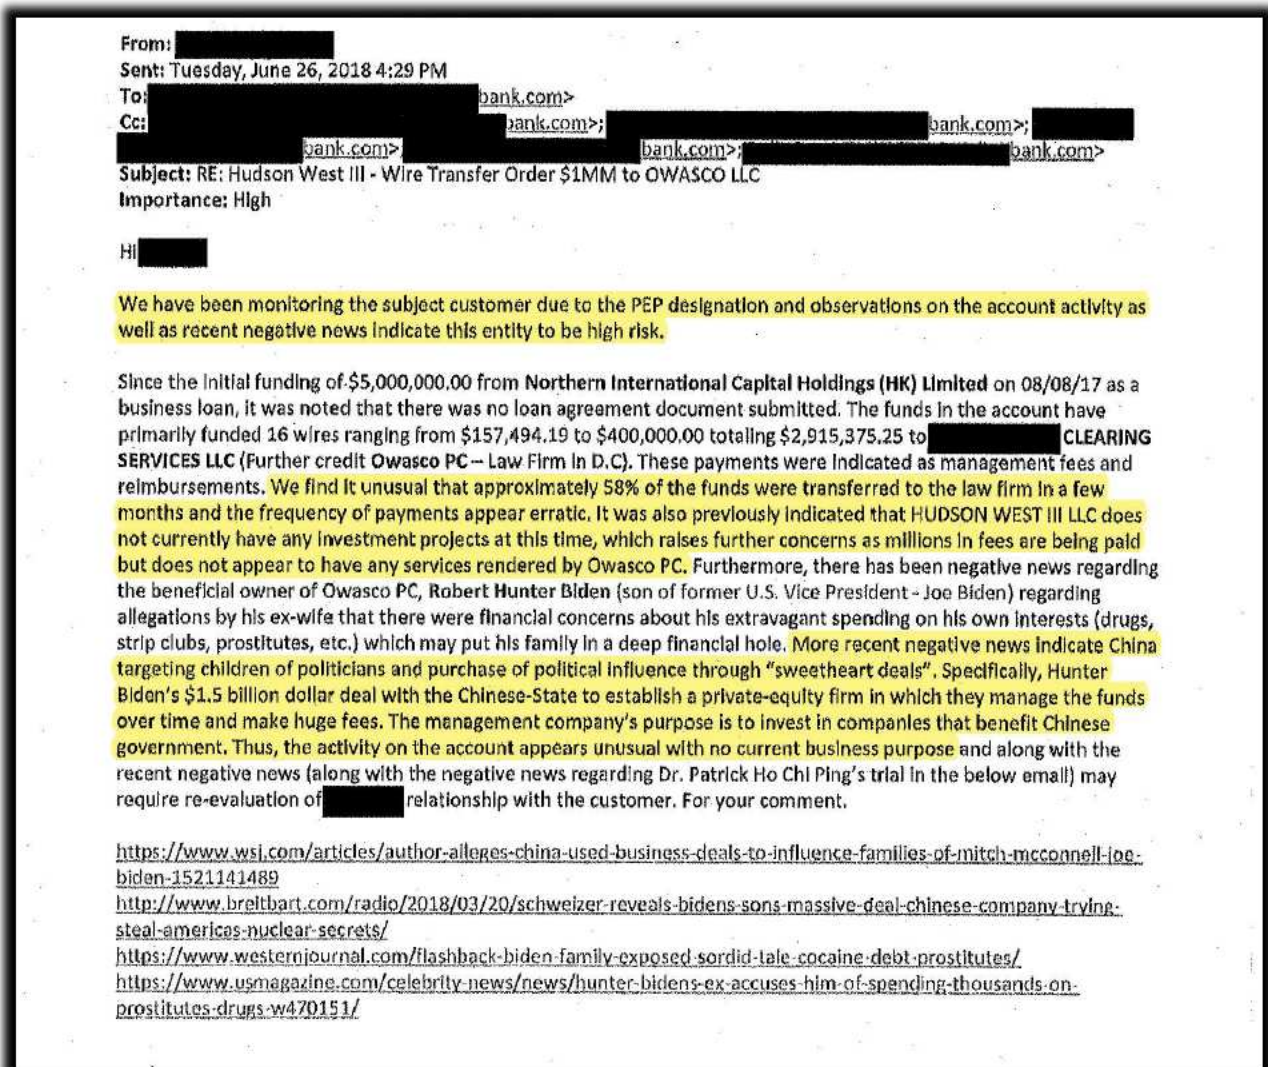 From:
Sent: Tuesday, June 26, 2018 4:29 PM
To: bank.com>
Cc: bank.com>; bank.com>;
bank.com> bank.com>; bank.com>
Subject: RE: Hudson West III - Wire Transfer Order $1MM to OWASCO LLC
Importance: High
Hi
We have been monitoring the subject customer due to the PEP designation and observations on the account activity as
well as recent negative news indicate this entity to be high risk.
Since the initial funding of $5,000,000.00 from Northern International Capital Holdings (HK) Limited on 08/08/17 as a
business loan, it was noted that there was no loan agreement document submitted. The funds in the account have
primarily funded 16 wires ranging from $157,494.19 to $400,000.00 totaling $2,915,375.25 to CLEARING
SERVICES LLC (Further credit Owasco PC – Law Firm in D.C). These payments were indicated as management fees and
reimbursements. We find it unusual that approximately 58% of the funds were transferred to the law firm in a few
months and the frequency of payments appear erratic. It was also previously indicated that HUDSON WEST III LLC does
not currently have any investment projects at this time, which raises further concerns as millions in fees are being paid
but does not appear to have any services rendered by Owasco PC. Furthermore, there has been negative news regarding
the beneficial owner of Owasco PC, Robert Hunter Biden (son of former U.S. Vice President - Joe Biden) regarding
allegations by his ex-wife that there were financial concerns about his extravagant spending on his own interests (drugs,
strip clubs, prostitutes, etc.) which may put his family in a deep financial hole. More recent negative news indicate China
targeting children of politicians and purchase of political influence through "sweetheart deals". Specifically, Hunter
Biden's $1.5 billion dollar deal with the Chinese-State to establish a private-equity firm in which they manage the funds
over time and make huge fees. The management company's purpose is to invest in companies that benefit Chinese
government. Thus, the activity on the account appears unusual with no current business purpose and along with the
recent negative news (along with the negative news regarding Dr. Patrick Ho Chi Ping's trial in the below email) may
require re-evaluation of relationship with the customer. For your comment.
https://www.wsj.com/articles/author-alleges-china-used-business-deals-to-influence-families-of-mitch-mcconnell-joe-
biden-1521141489
http://www.breitbart.com/radio/2018/03/20/schweizer-reveals-bidens-sons-massive-deal-chinese-company-trying-
steal-americas-nuclear-secrets/
https://www.westernjournal.com/flashback-biden-family-exposed-sordid-tale-cocaine-debt-prostitutes/
https://www.usmagazine.com/celebrity-news/news/hunter-bidens-ex-accuses-him-of-spending-thousands-on-
prostitutes-drugs-w470151/